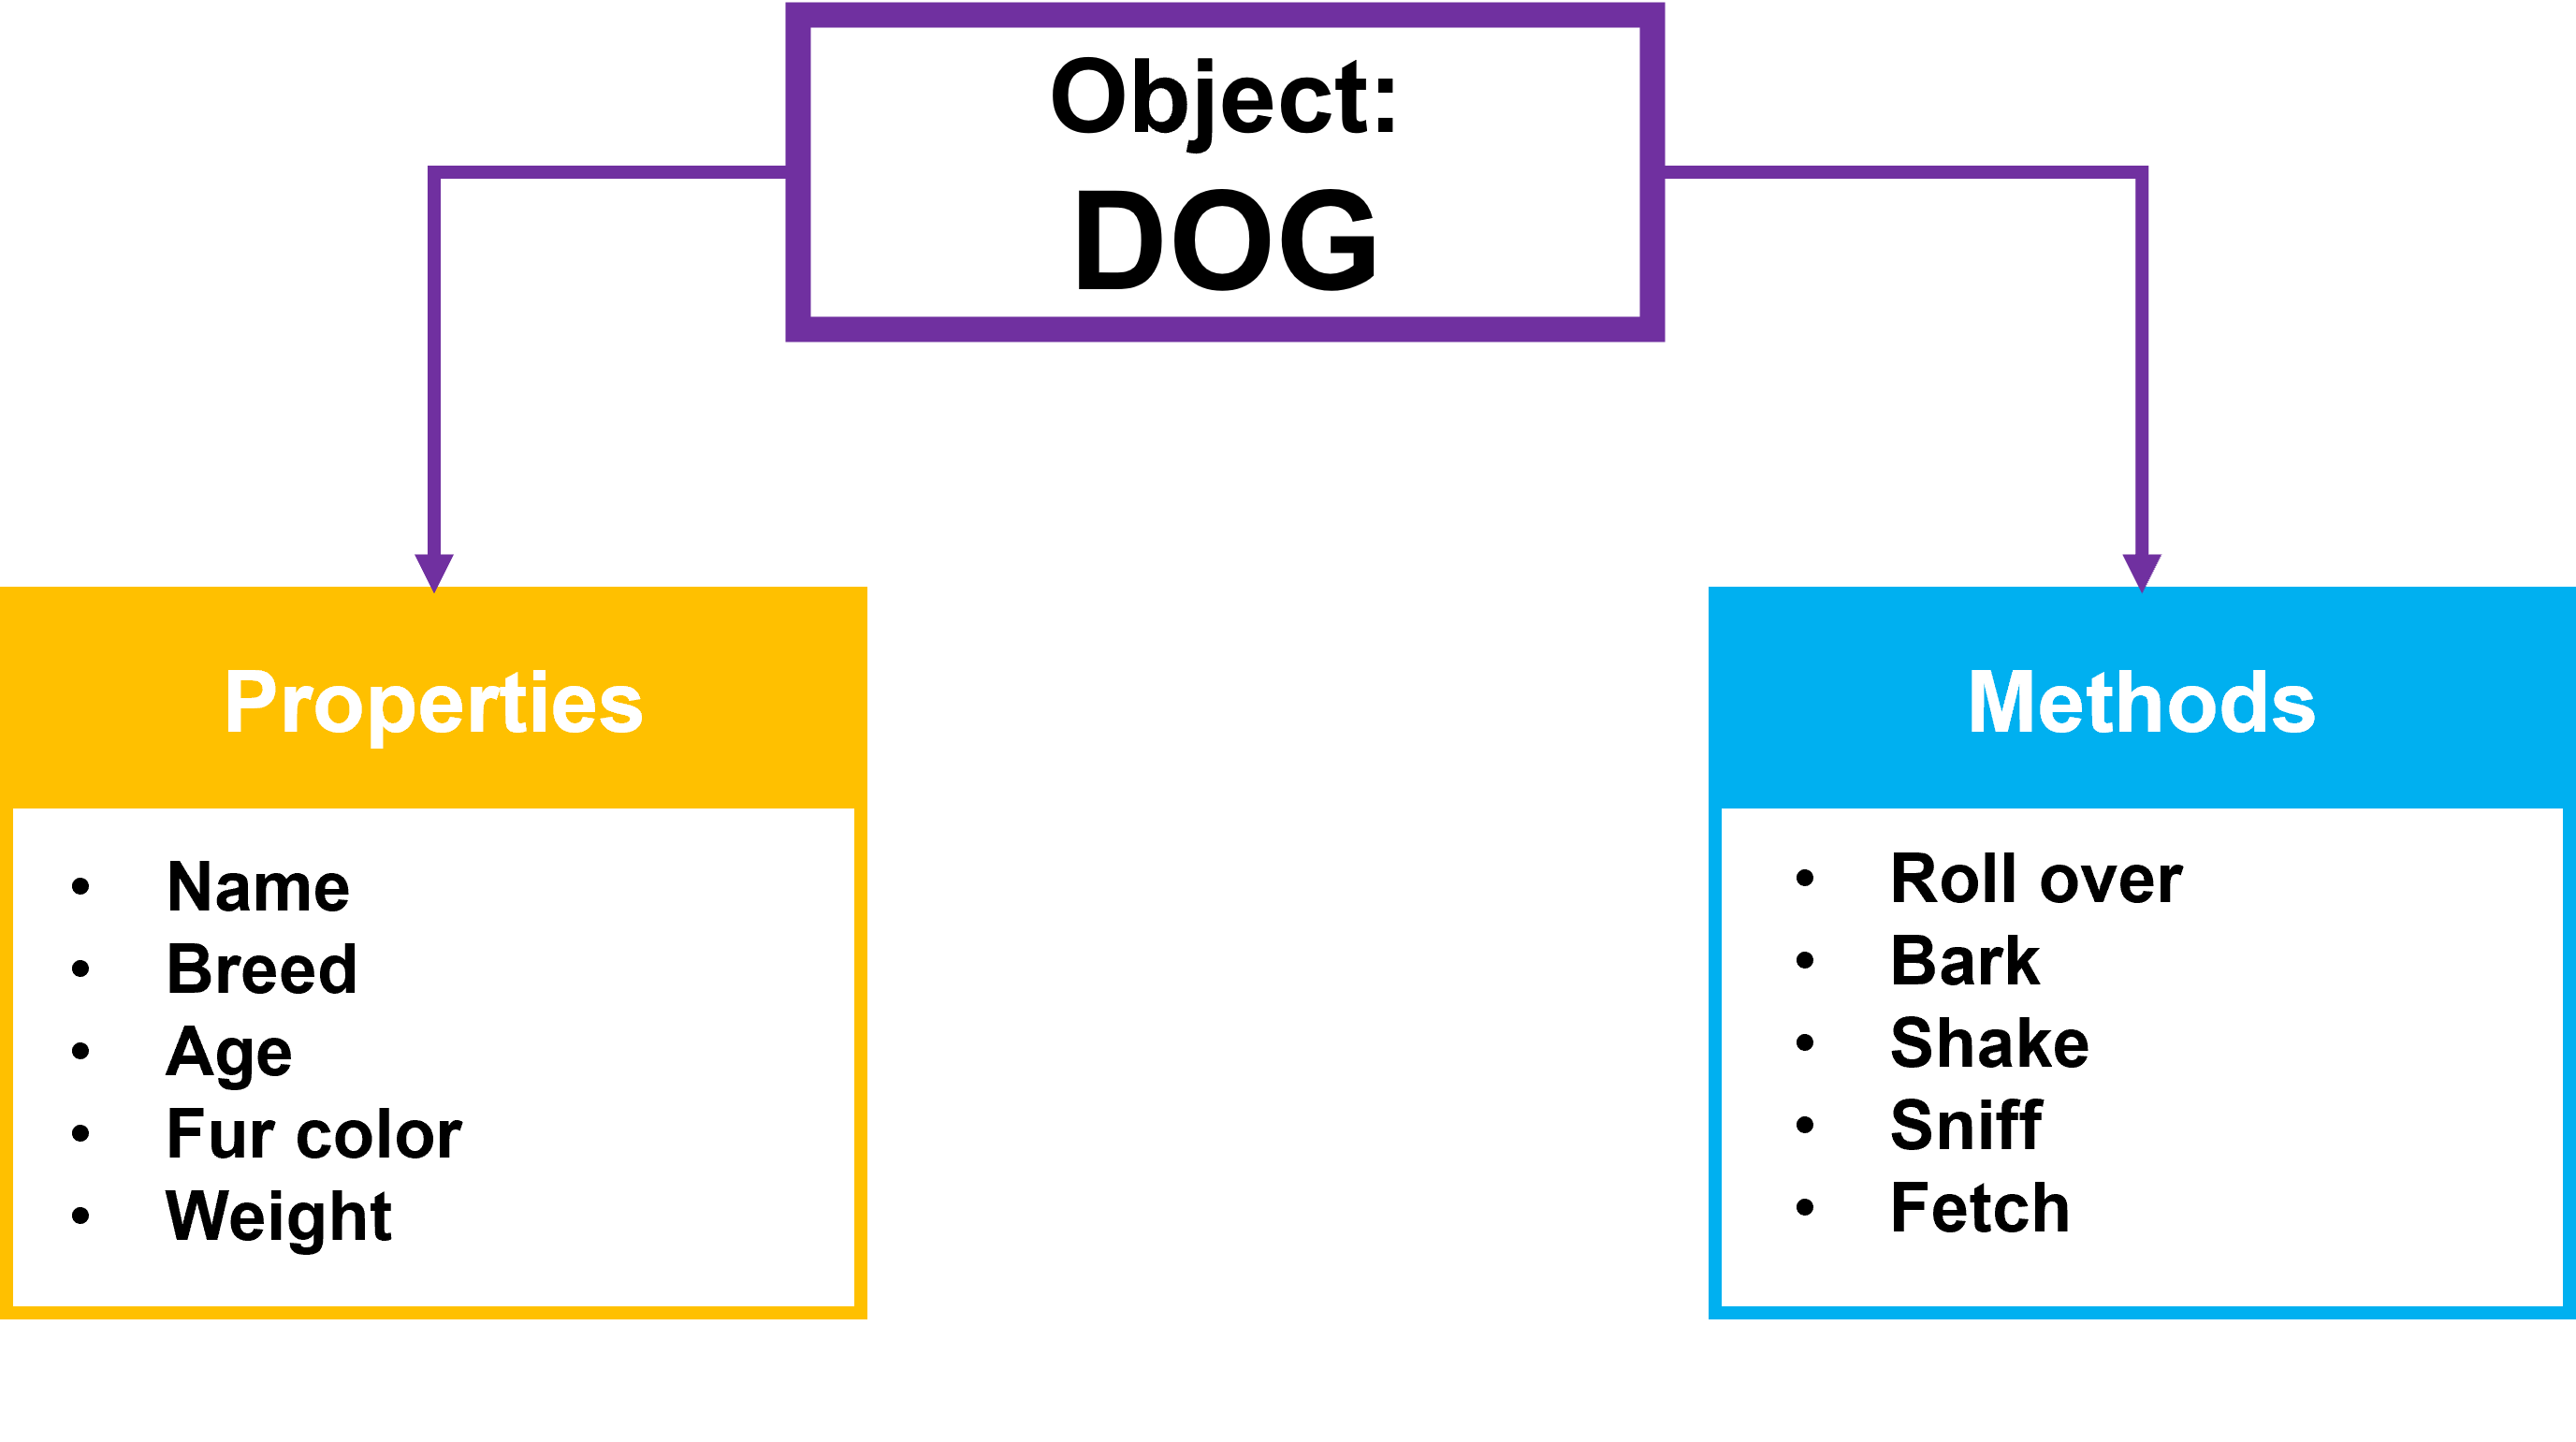 Object:
DOG
Properties
• Name
• Breed
• Age
• Fur color
• Weight
Methods
• Roll over
• Bark
• Shake
• Sniff
• Fetch